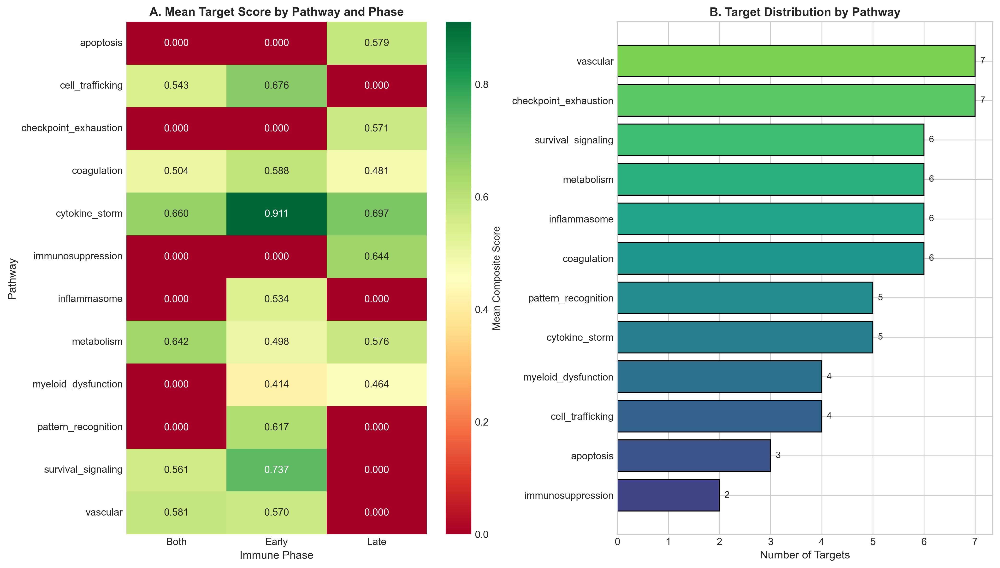 A. Mean Target Score by Pathway and Phase
Pathway
apoptosis 0.000 0.000 0.579
cell_trafficking 0.543 0.676 0.000
checkpoint_exhaustion 0.000 0.000 0.571
coagulation 0.504 0.588 0.481
cytokine_storm 0.660 0.911 0.697
immunosuppression 0.000 0.000 0.644
inflammasome 0.000 0.534 0.000
metabolism 0.642 0.498 0.576
myeloid_dysfunction 0.000 0.414 0.464
pattern_recognition 0.000 0.617 0.000
survival_signaling 0.561 0.737 0.000
vascular 0.581 0.570 0.000
Both Early Late
Immune Phase
0.8
0.6
0.4
0.2
0.0
Mean Composite Score
B. Target Distribution by Pathway
vascular 7
checkpoint_exhaustion 7
survival_signaling 6
metabolism 6
inflammasome 6
coagulation 6
pattern_recognition 5
cytokine_storm 5
myeloid_dysfunction 4
cell_trafficking 4
apoptosis 3
immunosuppression 2
0 1 2 3 4 5 6 7
Number of Targets